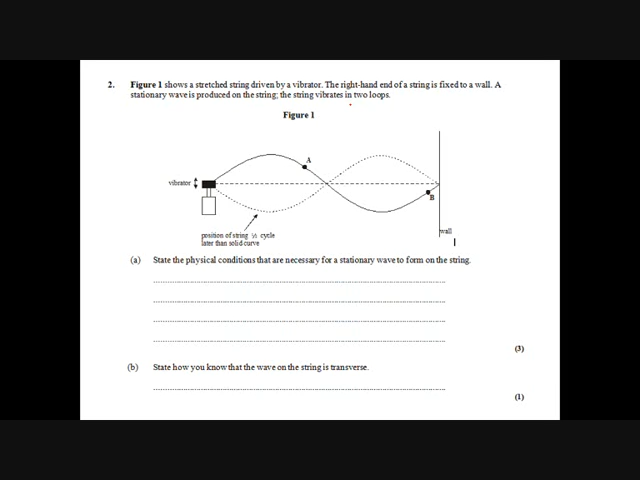 2. Figure 1 shows a stretched string driven by a vibrator. The right-hand end of a string is fixed to a wall. A
stationary wave is produced on the string; the string vibrates in two loops.
Figure 1
A
vibrator
B
position of string ½ cycle
later than solid curve
wall
(a) State the physical conditions that are necessary for a stationary wave to form on the string.
(3)
(b) State how you know that the wave on the string is transverse.
(1)